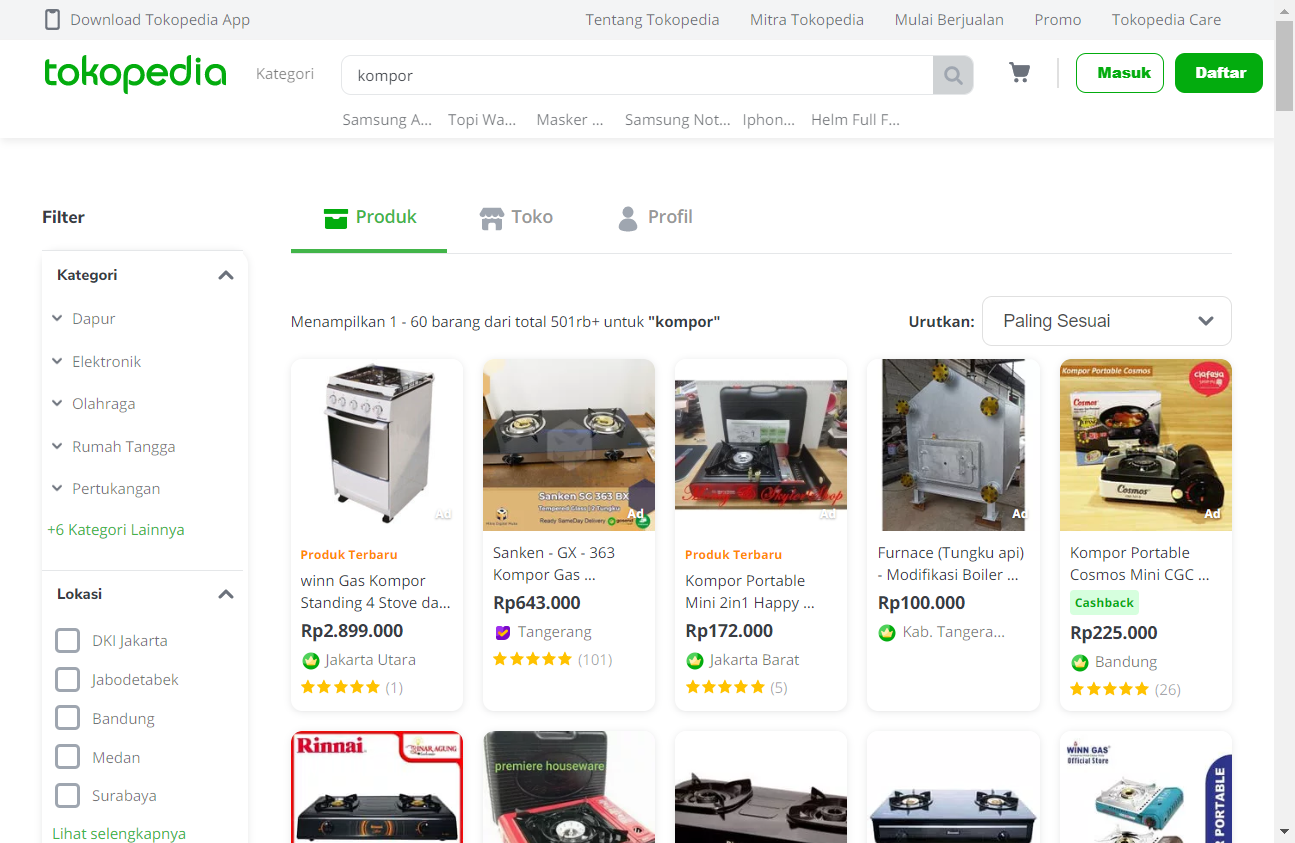 Download Tokopedia App
Tentang Tokopedia
Mitra Tokopedia
Mulai Berjualan
Promo
Tokopedia Care
tokopedia
Kategori
kompor
Masuk
Daftar
Samsung A...
Topi Wa...
Masker ...
Samsung Not...
Iphon...
Helm Full F...
Filter
Produk
Toko
Profil
Kategori
Dapur
Elektronik
Olahraga
Rumah Tangga
Pertukangan
+6 Kategori Lainnya
Lokasi
DKI Jakarta
Jabodetabek
Bandung
Medan
Surabaya
Lihat selengkapnya
Menampilkan 1 - 60 barang dari total 501rb+ untuk "kompor"
Urutkan:
Paling Sesuai
Ad
Produk Terbaru
winn Gas Kompor
Standing 4 Stove da...
Rp2.899.000
Jakarta Utara
(1)
Sanken SG 363 BX
Tempered Glass | 2 Tungku
Ready SameDay Delivery
Ad
Sanken - GX - 363
Kompor Gas ...
Rp643.000
Tangerang
(101)
Ad
Produk Terbaru
Kompor Portable
Mini 2in1 Happy ...
Rp172.000
Jakarta Barat
(5)
Ad
Furnace (Tungku api)
- Modifikasi Boiler ...
Rp100.000
Kab. Tangera...
Kompor Portable Cosmos
Cosmos
Cosmos
Ad
Kompor Portable
Cosmos Mini CGC ...
Cashback
Rp225.000
Bandung
(26)
Rinnai
SINAR AGUNG
premiere houseware
WINN GAS
Official Store
PORTABLE